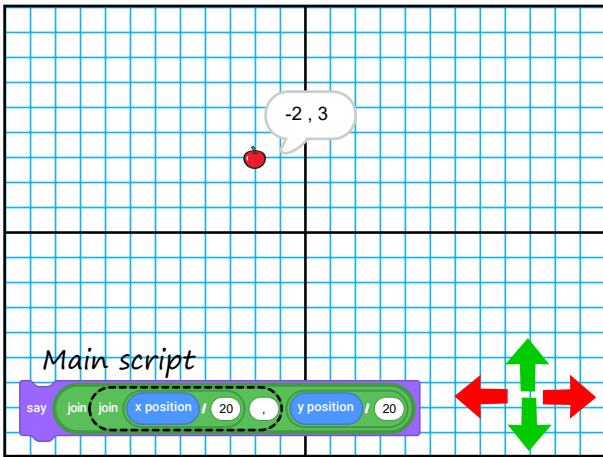 -2 , 3
Main script
say join join x position / 20 , y position / 20